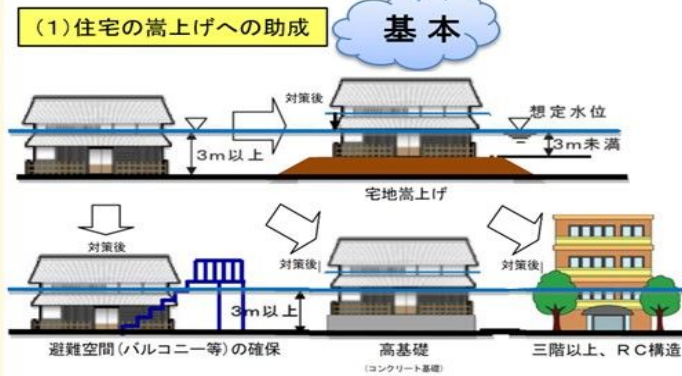 (1)住宅の嵩上げへの助成
基本
対策後
想定水位
3m以上
3m未満
宅地嵩上げ
対策後
対策後
対策後
3m以上
避難空間(バルコニー等)の確保
高基礎
三階以上、RC構造
(コンクリート基礎)